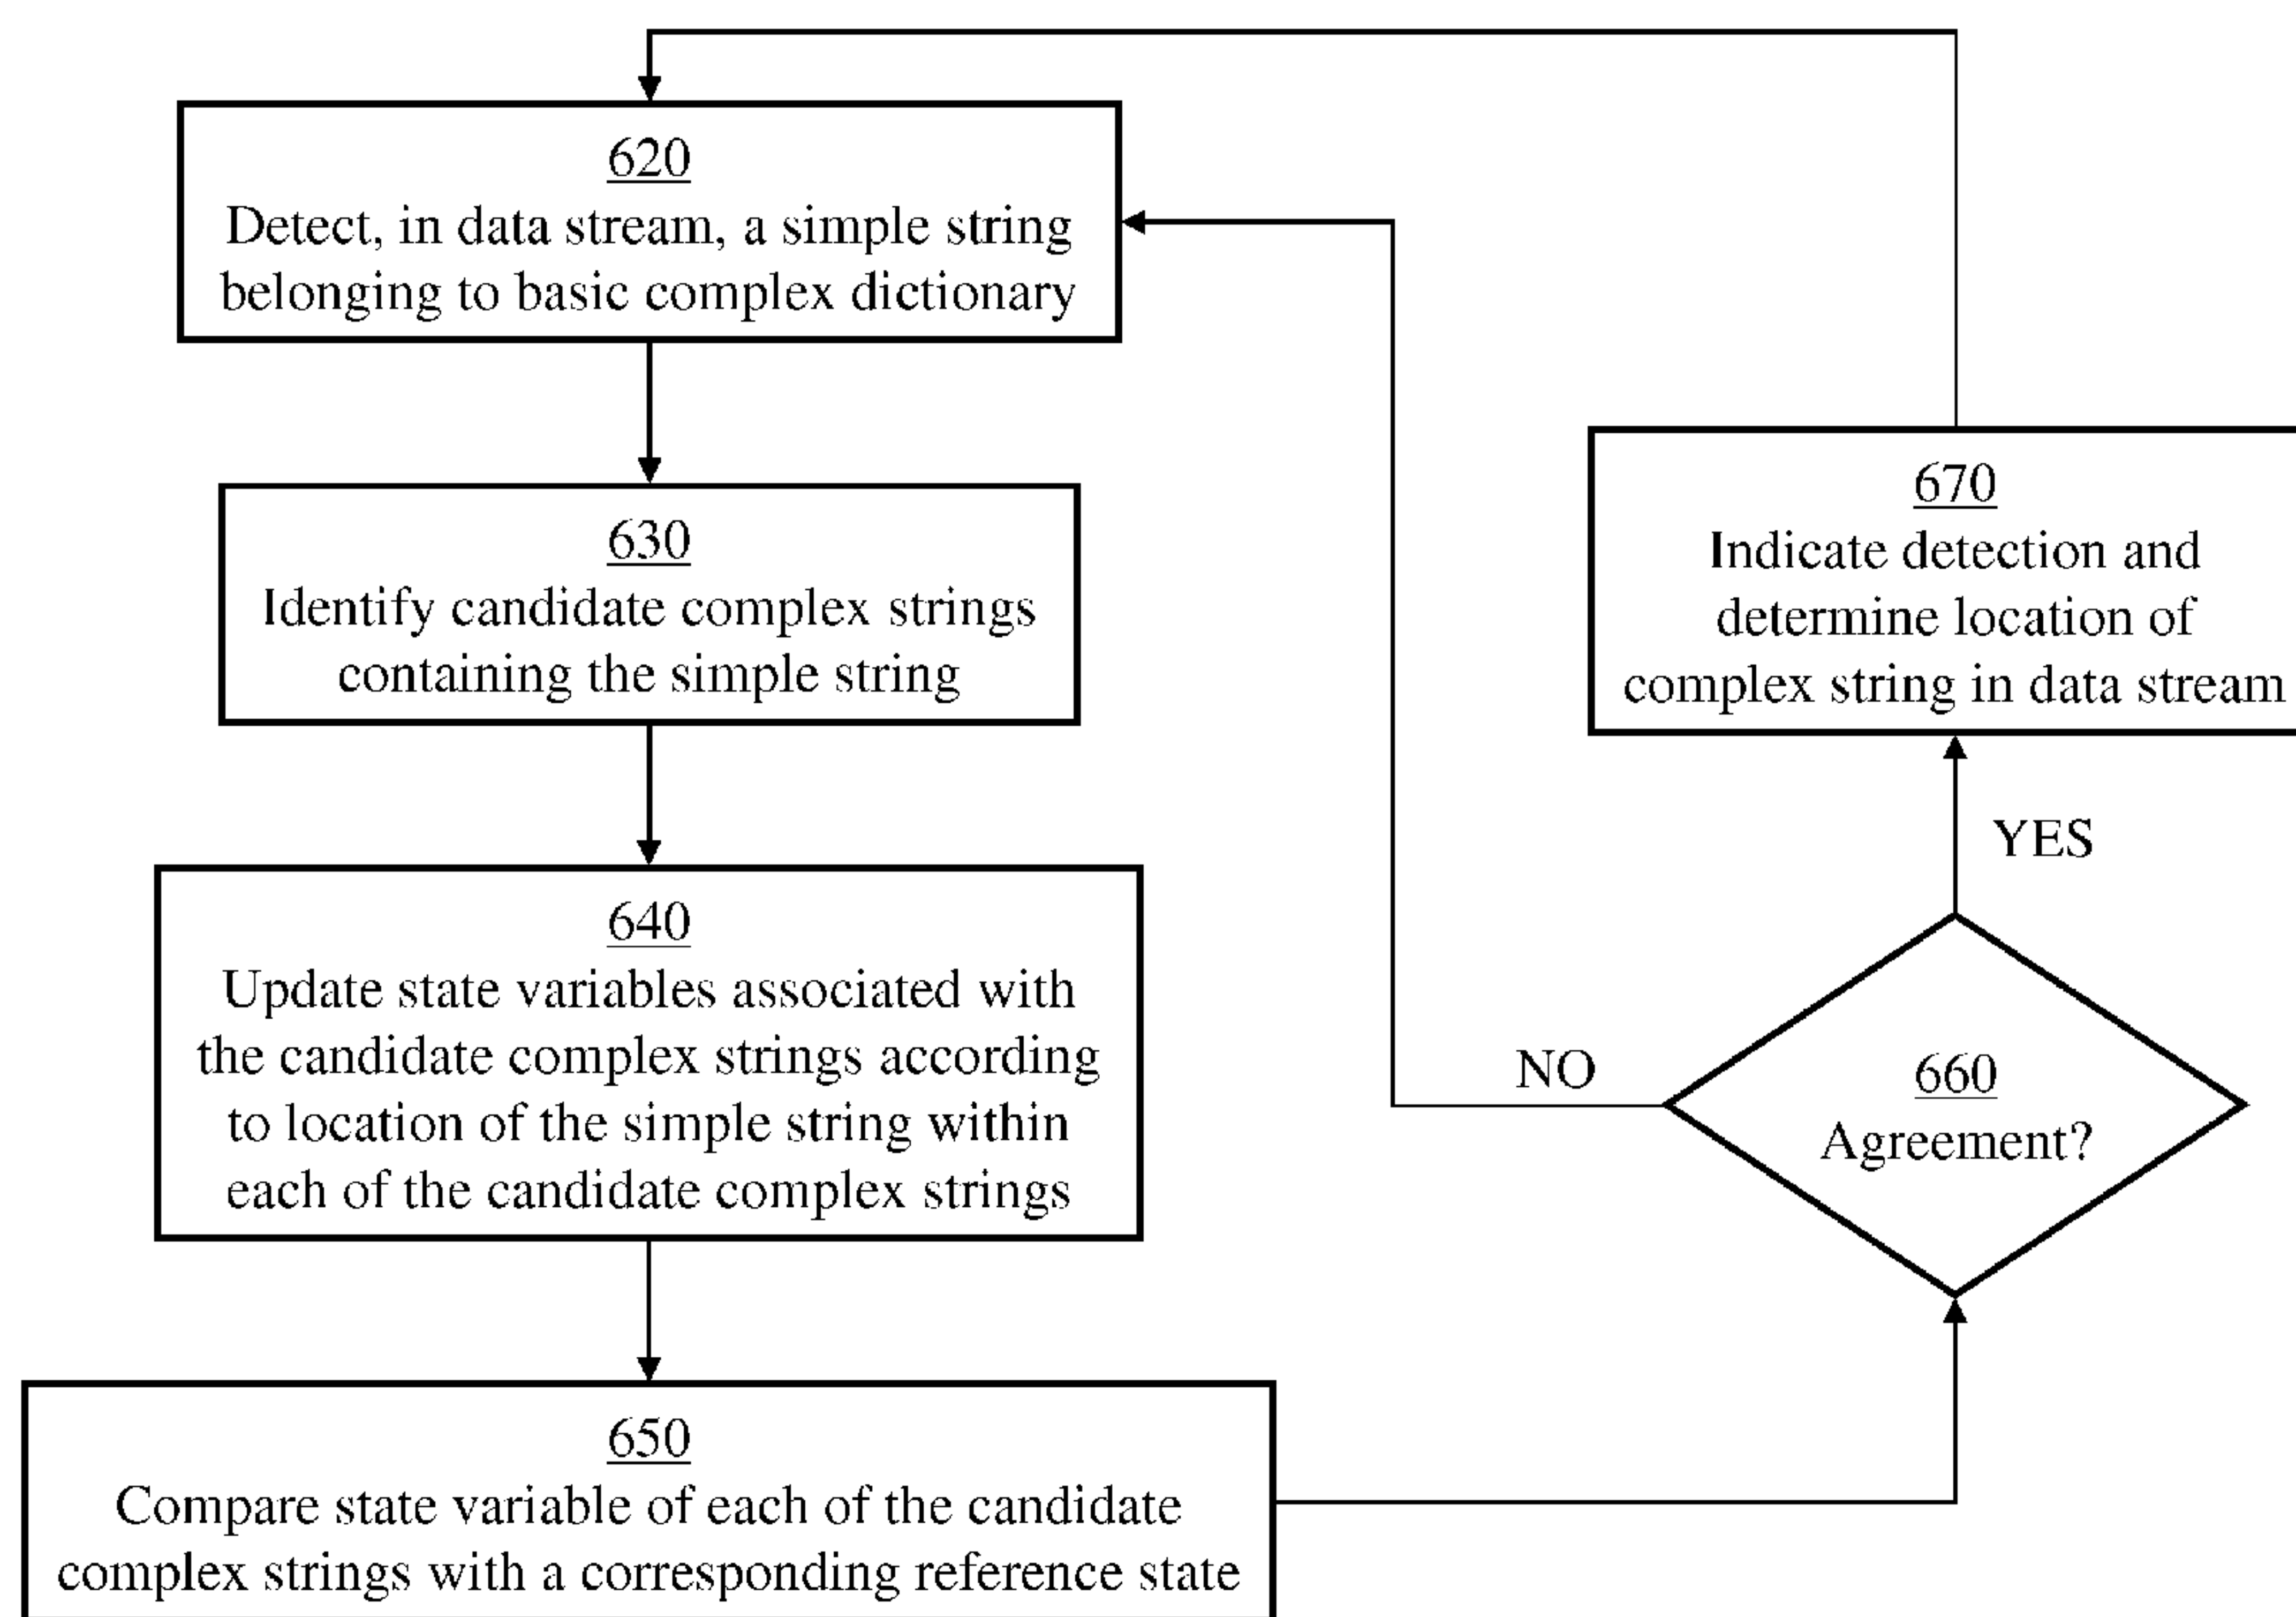 620
Detect, in data stream, a simple string
belonging to basic complex dictionary
630
Identify candidate complex strings
containing the simple string
640
Update state variables associated with
the candidate complex strings according
to location of the simple string within
each of the candidate complex strings
650
Compare state variable of each of the candidate
complex strings with a corresponding reference state
660
Agreement?
NO
YES
670
Indicate detection and
determine location of
complex string in data stream